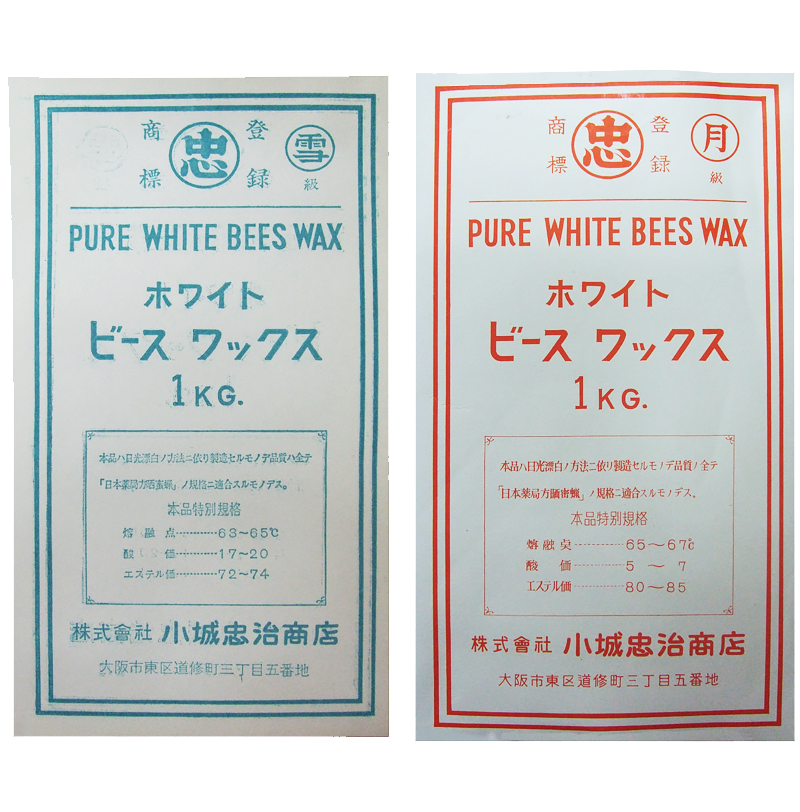 登録
商標
忠
雪
級
PURE WHITE BEES WAX
ホワイト
ビース ワックス
1KG.
本品ハ日光漂白ノ方法ニ依リ製造セルモノデ品質ハ全テ
「日本薬局方晒蜜蝋」ノ規格ニ適合スルモノデス。
本品特別規格
熔融点…………63〜65℃
酸価…………17〜20
エステル価…………72〜74
株式會社 小城忠治商店
大阪市東区道修町三丁目五番地
登録
商標
忠
月
級
PURE WHITE BEES WAX
ホワイト
ビース ワックス
1KG.
本品ハ日光漂白ノ方法ニ依リ製造セルモノデ品質ノ全テ
「日本薬局方晒蜜蝋」ノ規格ニ適合スルモノデス.
本品特別規格
熔融点…………65〜67℃
酸価…………5〜7
エステル価…………80〜85
株式會社 小城忠治商店
大阪市東区道修町三丁目五番地